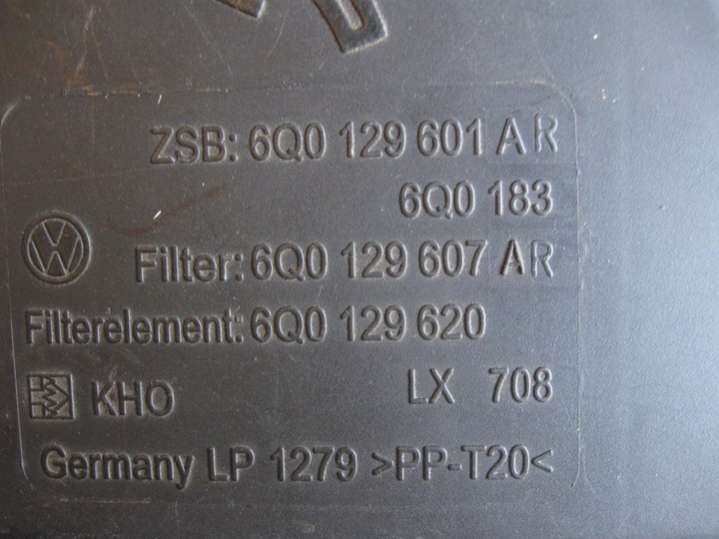 ZSB: 6Q0 129 601 AR
6Q0 183
Filter: 6Q0 129 607 AR
Filterelement: 6Q0 129 620
KHO LX 708
Germany LP 1279 >PP-T20<